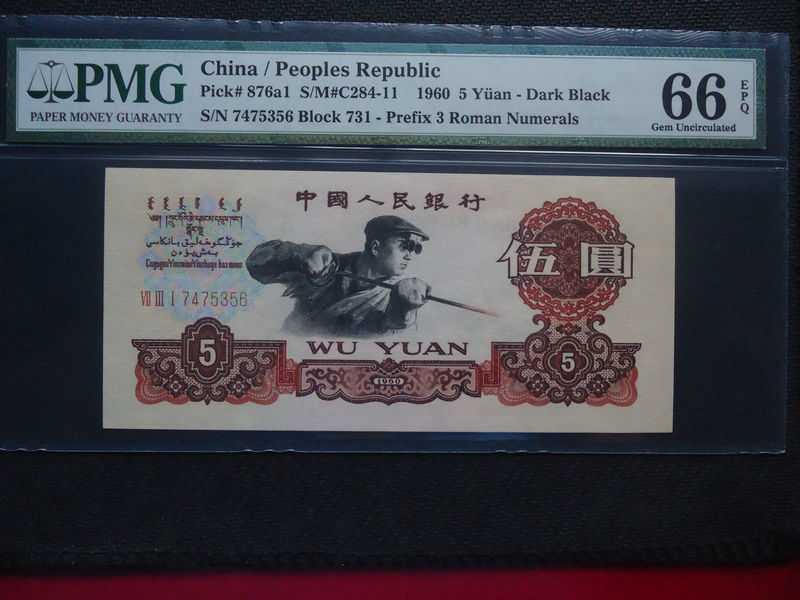 PMG
PAPER MONEY GUARANTY
China / Peoples Republic
Pick# 876a1 S/M#C284-11 1960 5 Yüan - Dark Black
S/N 7475356 Block 731 - Prefix 3 Roman Numerals
66
EPQ
Gem Uncirculated
中國人民銀行
伍圓
VII III I 7475356
5
WU YUAN
1960
5